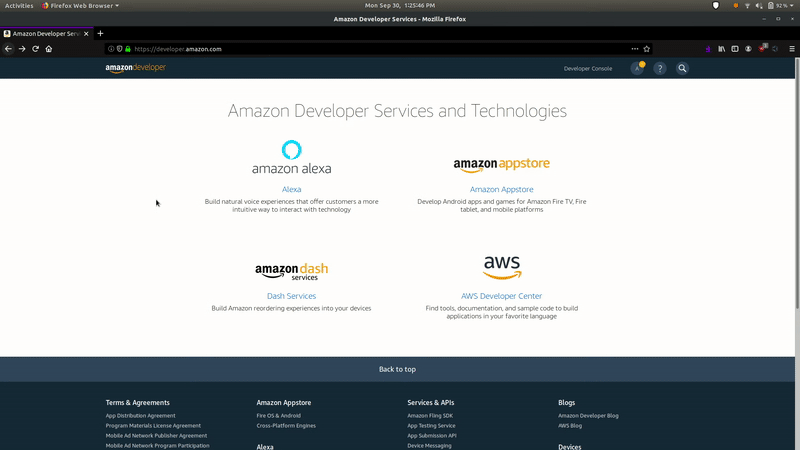 Activities Firefox Web Browser Mon Sep 30, 1:25:46 PM 92%
Amazon Developer Services - Mozilla Firefox
Amazon Developer Servi
https://developer.amazon.com
amazondeveloper Developer Console A ?
Amazon Developer Services and Technologies
amazon alexa
Alexa
Build natural voice experiences that offer customers a more
intuitive way to interact with technology
amazon appstore
Amazon Appstore
Develop Android apps and games for Amazon Fire TV, Fire
tablet, and mobile platforms
amazon dash
services
Dash Services
Build Amazon reordering experiences into your devices
aws
AWS Developer Center
Find tools, documentation, and sample code to build
applications in your favorite language
Back to top
Terms & Agreements
App Distribution Agreement
Program Materials License Agreement
Mobile Ad Network Publisher Agreement
Mobile Ad Network Program Participation
Amazon Appstore
Fire OS & Android
Cross-Platform Engines
Alexa
Services & APIs
Amazon Fling SDK
App Testing Service
App Submission API
Device Messaging
Blogs
Amazon Developer Blog
AWS Blog
Devices